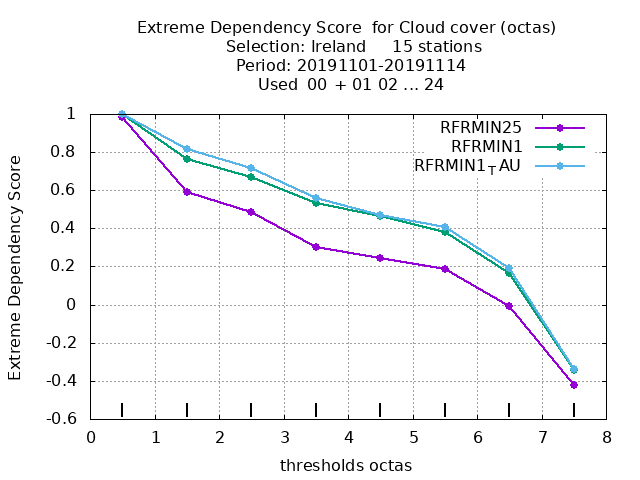 Extreme Dependency Score  for Cloud cover (octas)
Selection: Ireland     15 stations
Period: 20191101-20191114
Used  00  + 01 02 ... 24
RFRMIN25
RFRMIN1
RFRMIN1TAU
Extreme Dependency Score
1
0.8
0.6
0.4
0.2
0
-0.2
-0.4
-0.6
0 1 2 3 4 5 6 7 8
thresholds octas